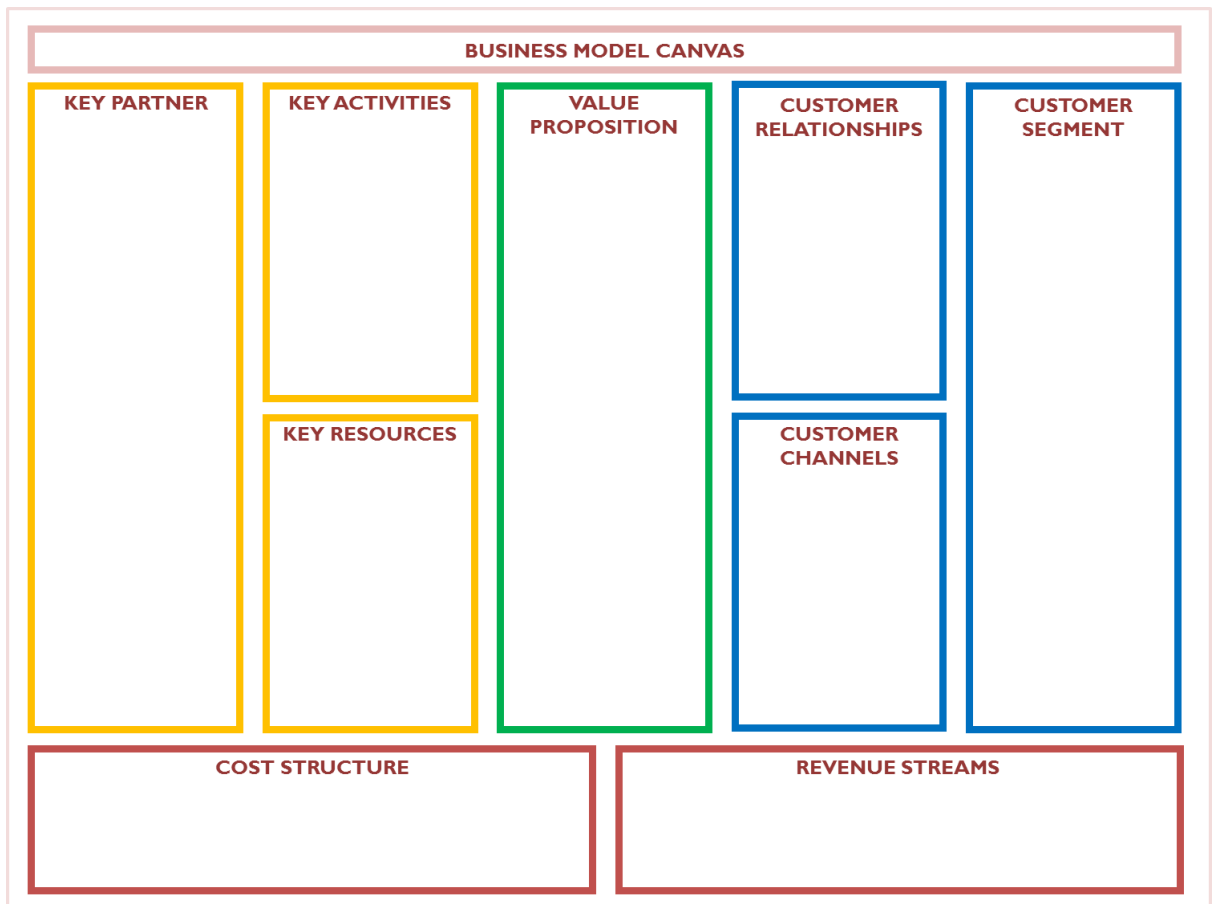 BUSINESS MODEL CANVAS
KEY PARTNER
KEY ACTIVITIES
KEY RESOURCES
VALUE
PROPOSITION
CUSTOMER
RELATIONSHIPS
CUSTOMER
CHANNELS
CUSTOMER
SEGMENT
COST STRUCTURE
REVENUE STREAMS